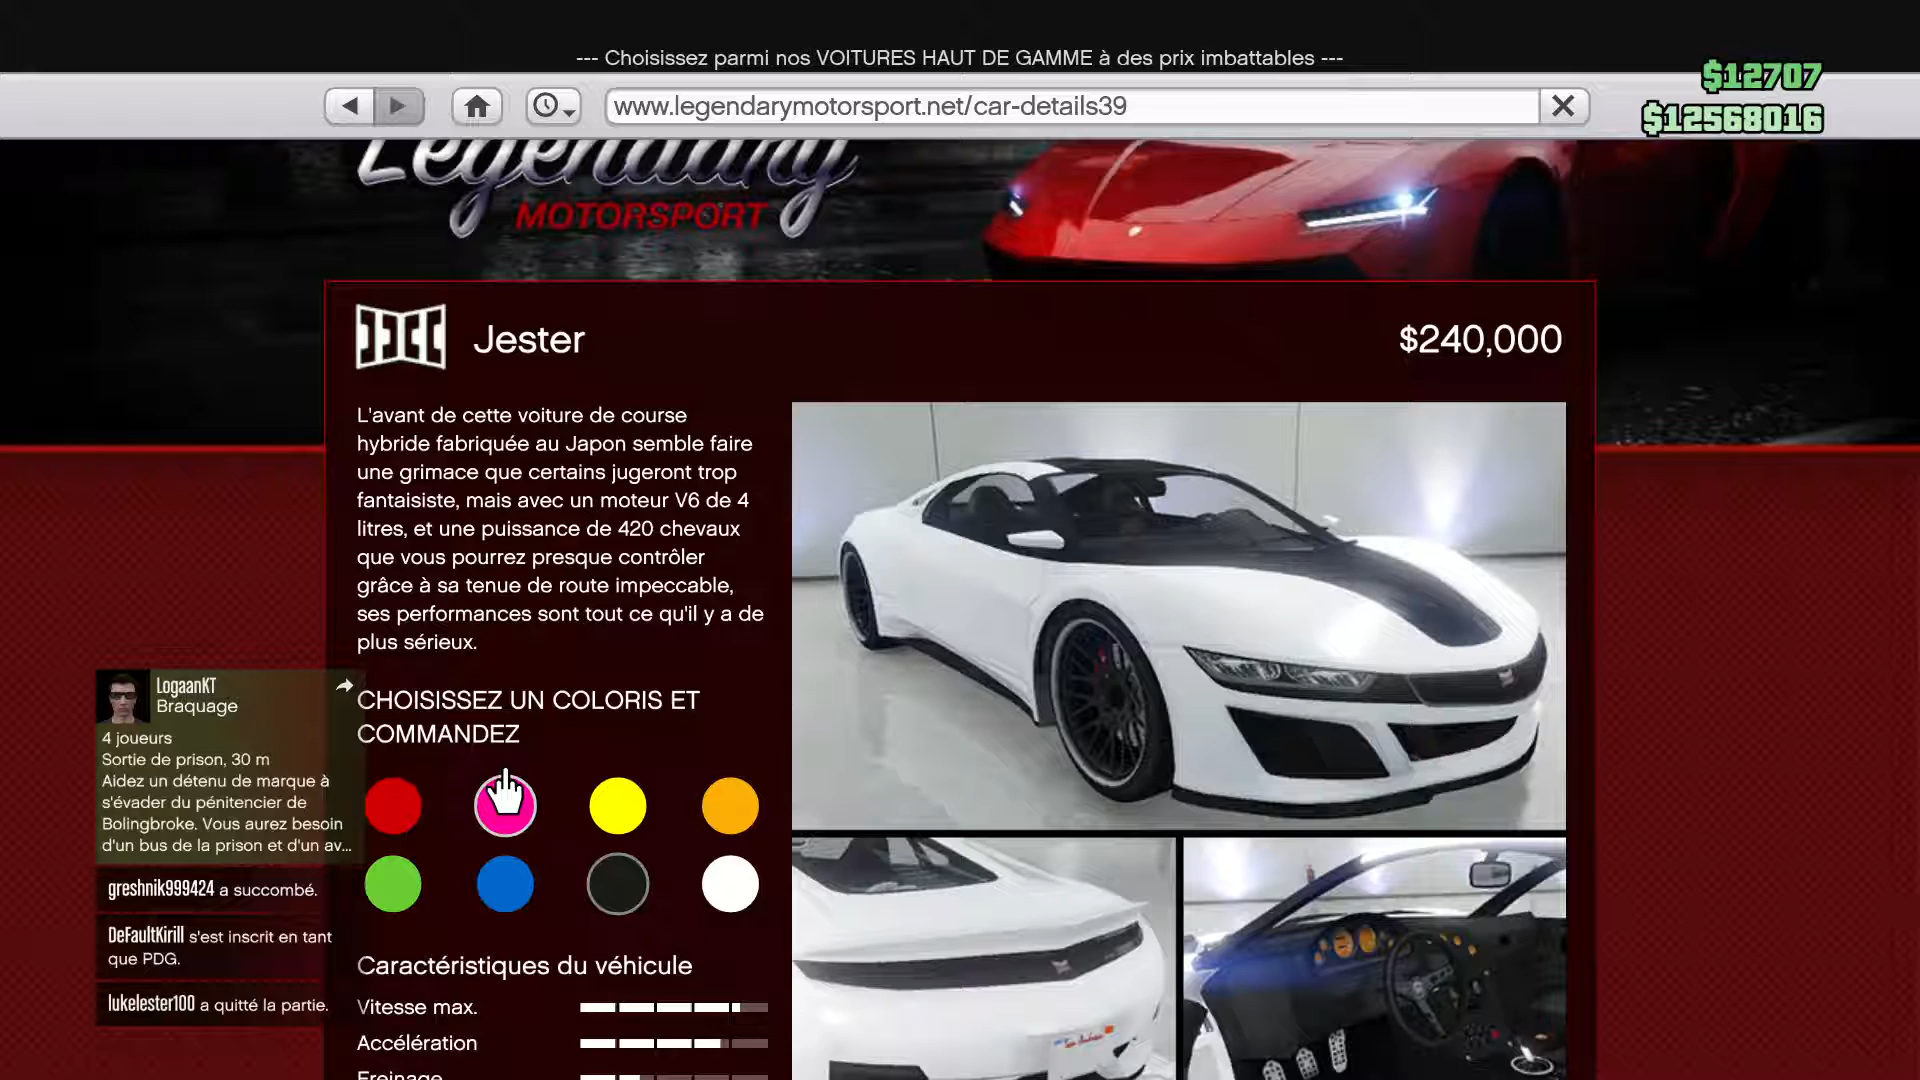 --- Choisissez parmi nos VOITURES HAUT DE GAMME à des prix imbattables ---
$12707
www.legendarymotorsport.net/car-details39
$12568016
Legendary
MOTORSPORT
Jester
$240,000
L'avant de cette voiture de course
hybride fabriquée au Japon semble faire
une grimace que certains jugeront trop
fantaisiste, mais avec un moteur V6 de 4
litres, et une puissance de 420 chevaux
que vous pourrez presque contrôler
grâce à sa tenue de route impeccable,
ses performances sont tout ce qu'il y a de
plus sérieux.
CHOISISSEZ UN COLORIS ET
COMMANDEZ
Caractéristiques du véhicule
Vitesse max.
Accélération
Freinage
LogaanKT
Braquage
4 joueurs
Sortie de prison, 30 m
Aidez un détenu de marque à
s'évader du pénitencier de
Bolingbroke. Vous aurez besoin
d'un bus de la prison et d'un av...
greshnik999424 a succombé.
DeFaultKirill s'est inscrit en tant
que PDG.
lukelester100 a quitté la partie.